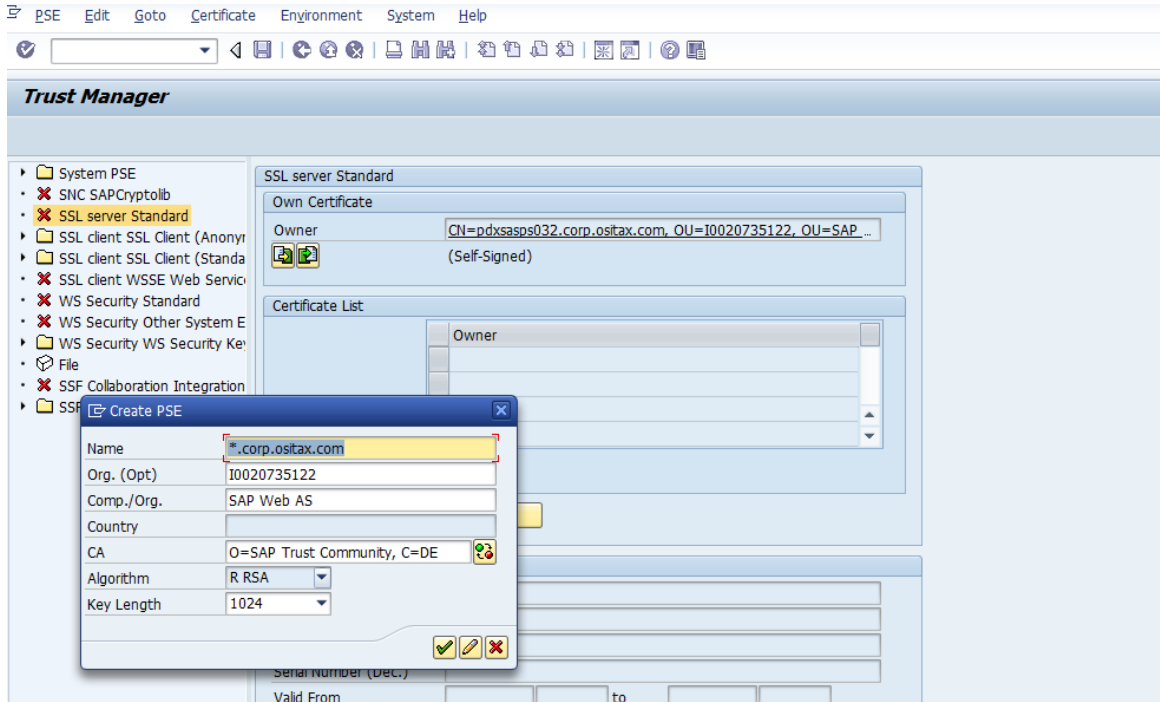 PSE Edit Goto Certificate Environment System Help
Trust Manager
System PSE
SNC SAPCryptolib
SSL server Standard
SSL client SSL Client (Anonyr
SSL client SSL Client (Standa
SSL client WSSE Web Servic
WS Security Standard
WS Security Other System E
WS Security WS Security Key
File
SSF Collaboration Integration
SSF
SSL server Standard
Own Certificate
Owner CN=pdxsasps032.corp.ositax.com, OU=I0020735122, OU=SAP ...
(Self-Signed)
Certificate List
Owner
Create PSE
Name *.corp.ositax.com
Org. (Opt) I0020735122
Comp./Org. SAP Web AS
Country
CA O=SAP Trust Community, C=DE
Algorithm R RSA
Key Length 1024
Serial Number (Dec.)
Valid From to